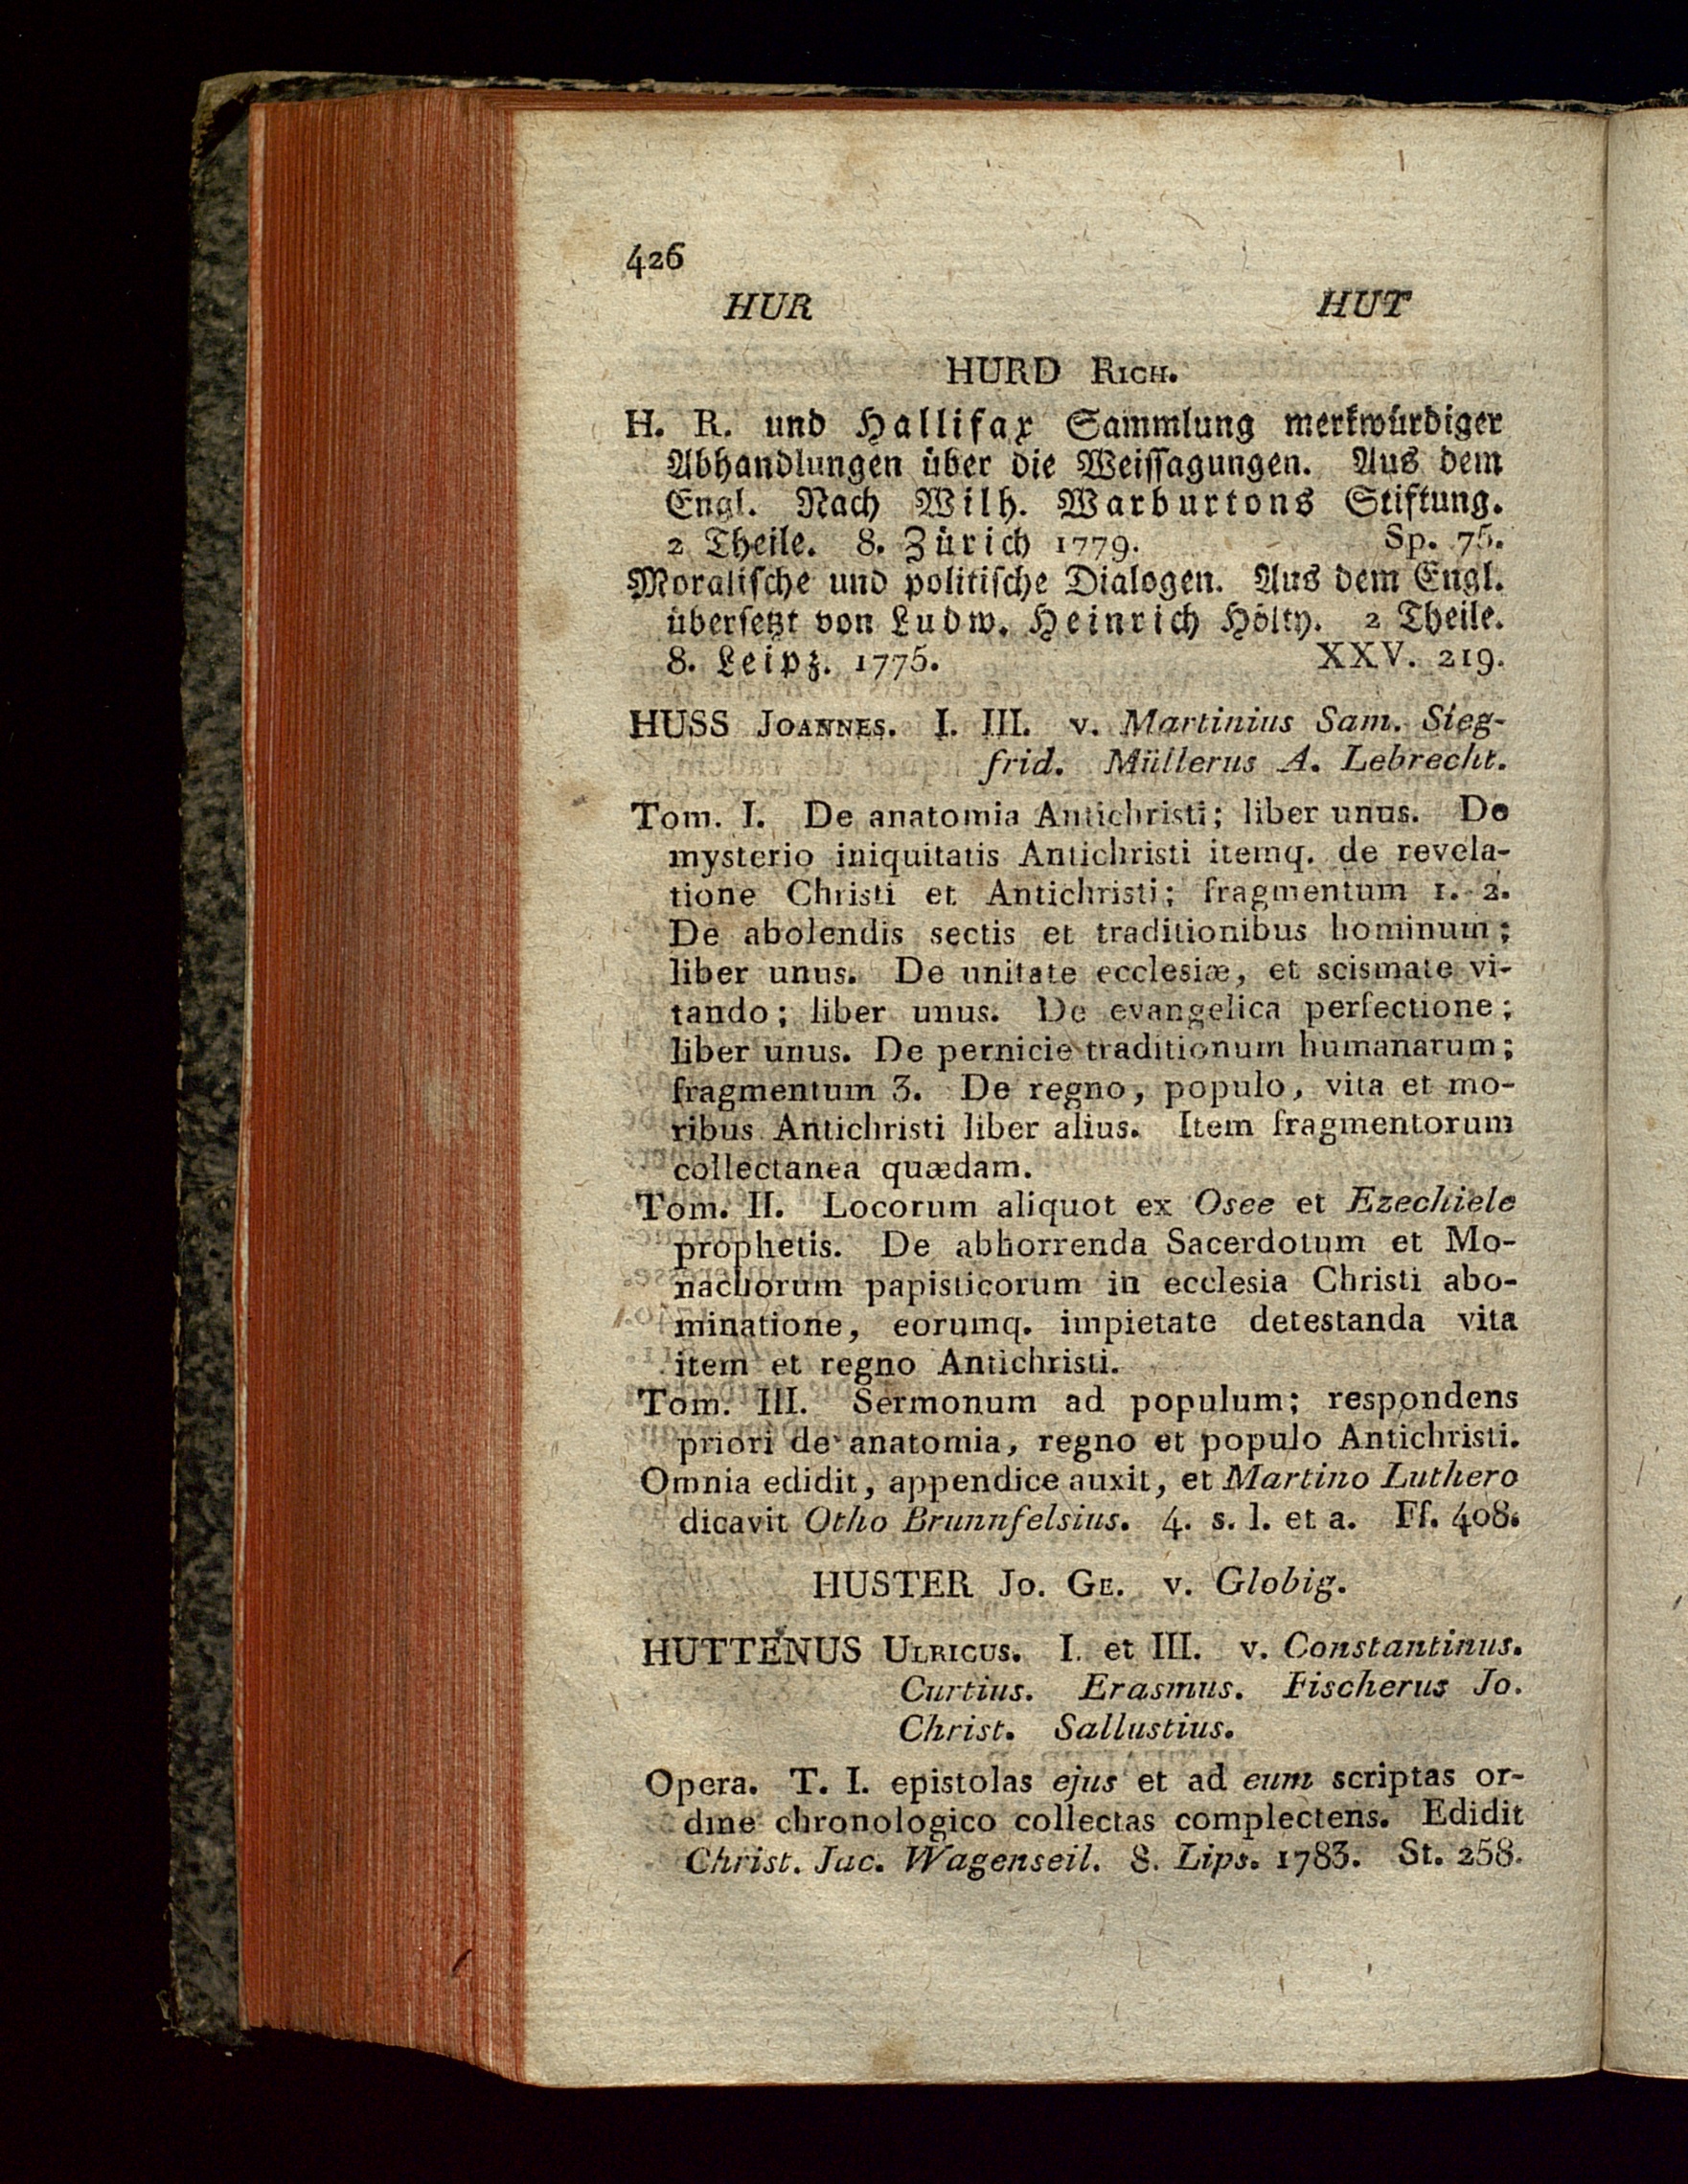 426
HUR HUT
HURD RICH.
H. R. und Hallifax Sammlung merkwürdiger
Abhandlungen über die Weissagungen. Aus dem
Engl. Nach Wilh. Warburtons Stiftung.
2 Theile. 8. Zürich 1779. Sp. 75.
Moralische und politische Dialogen. Aus dem Engl.
übersetzt von Ludw. Heinrich Hölty. 2 Theile.
8. Leipz. 1775. XXV. 219.
HUSS JOANNES. I. III. v. Martinius Sam. Sieg-
frid. Müllerus A. Lebrecht.
Tom. I. De anatomia Antichristi; liber unus. De
mysterio iniquitatis Antichristi itemq. de revela-
tione Christi et Antichristi; fragmentum 1. 2.
De abolendis sectis et traditionibus hominum;
liber unus. De unitate ecclesiæ, et scismate vi-
tando; liber unus. De evangelica perfectione;
liber unus. De pernicie traditionum humanarum;
fragmentum 3. De regno, populo, vita et mo-
ribus Antichristi liber alius. Item fragmentorum
collectanea quædam.
Tom. II. Locorum aliquot ex Osee et Ezechiele
prophetis. De abhorrenda Sacerdotum et Mo-
nachorum papisticorum in ecclesia Christi abo-
minatione, eorumq. impietate detestanda vita
item et regno Antichristi.
Tom. III. Sermonum ad populum; respondens
priori de anatomia, regno et populo Antichristi.
Omnia edidit, appendice auxit, et Martino Luthero
dicavit Otho Brunnfelsius. 4. s. l. et a. Ff. 408.
HUSTER JO. GE. v. Globig.
HUTTENUS ULRICUS. I. et III. v. Constantinus.
Curtius. Erasmus. Fischerus Jo.
Christ. Sallustius.
Opera. T. I. epistolas ejus et ad eum scriptas or-
dine chronologico collectas complectens. Edidit
Christ. Jac. Wagenseil. 8. Lips. 1783. St. 258.